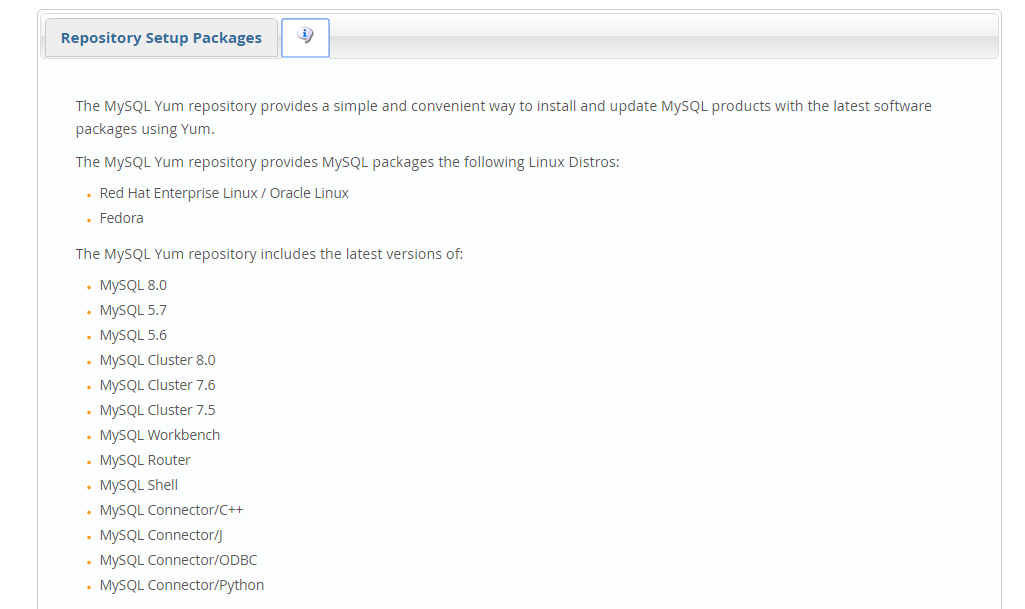 Repository Setup Packages
The MySQL Yum repository provides a simple and convenient way to install and update MySQL products with the latest software
packages using Yum.
The MySQL Yum repository provides MySQL packages the following Linux Distros:
Red Hat Enterprise Linux / Oracle Linux
Fedora
The MySQL Yum repository includes the latest versions of:
MySQL 8.0
MySQL 5.7
MySQL 5.6
MySQL Cluster 8.0
MySQL Cluster 7.6
MySQL Cluster 7.5
MySQL Workbench
MySQL Router
MySQL Shell
MySQL Connector/C++
MySQL Connector/J
MySQL Connector/ODBC
MySQL Connector/Python